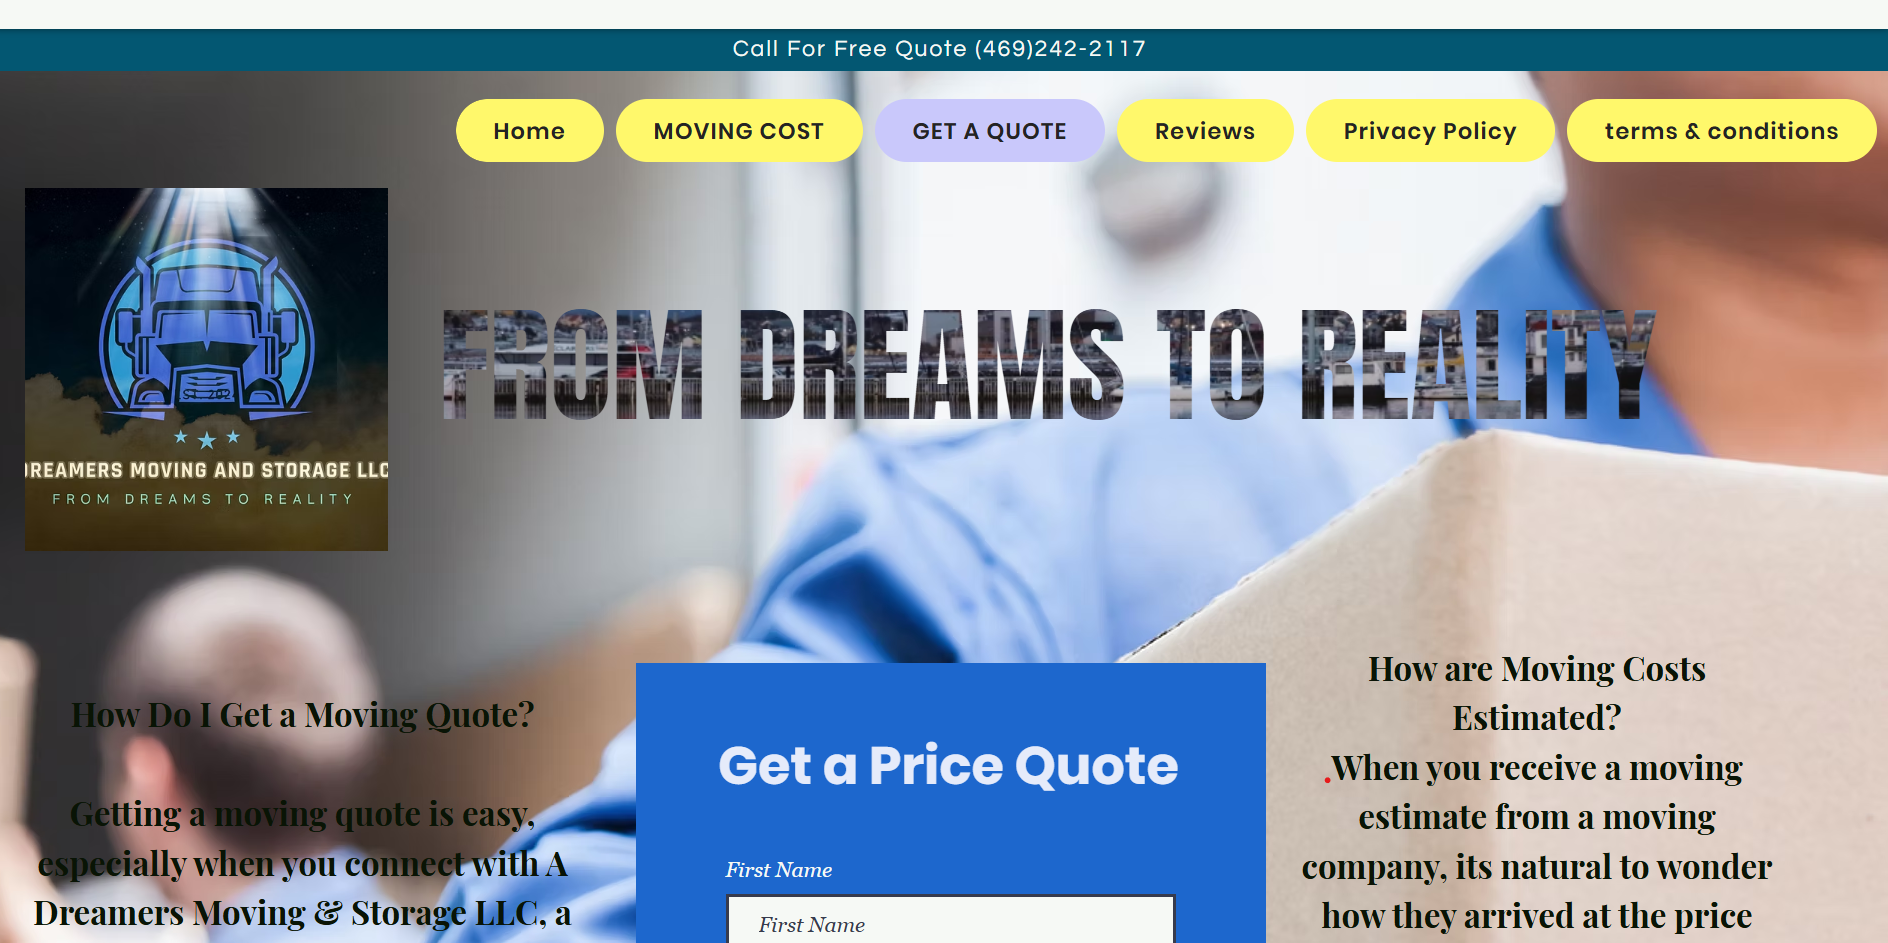 Call For Free Quote (469)242-2117
Home
MOVING COST
GET A QUOTE
Reviews
Privacy Policy
terms & conditions
DREAMERS MOVING AND STORAGE LLC
FROM DREAMS TO REALITY
FROM DREAMS TO REALITY
How Do I Get a Moving Quote?
Getting a moving quote is easy,
especially when you connect with A
Dreamers Moving & Storage LLC, a
Get a Price Quote
First Name
First Name
How are Moving Costs
Estimated?
.When you receive a moving
estimate from a moving
company, its natural to wonder
how they arrived at the price